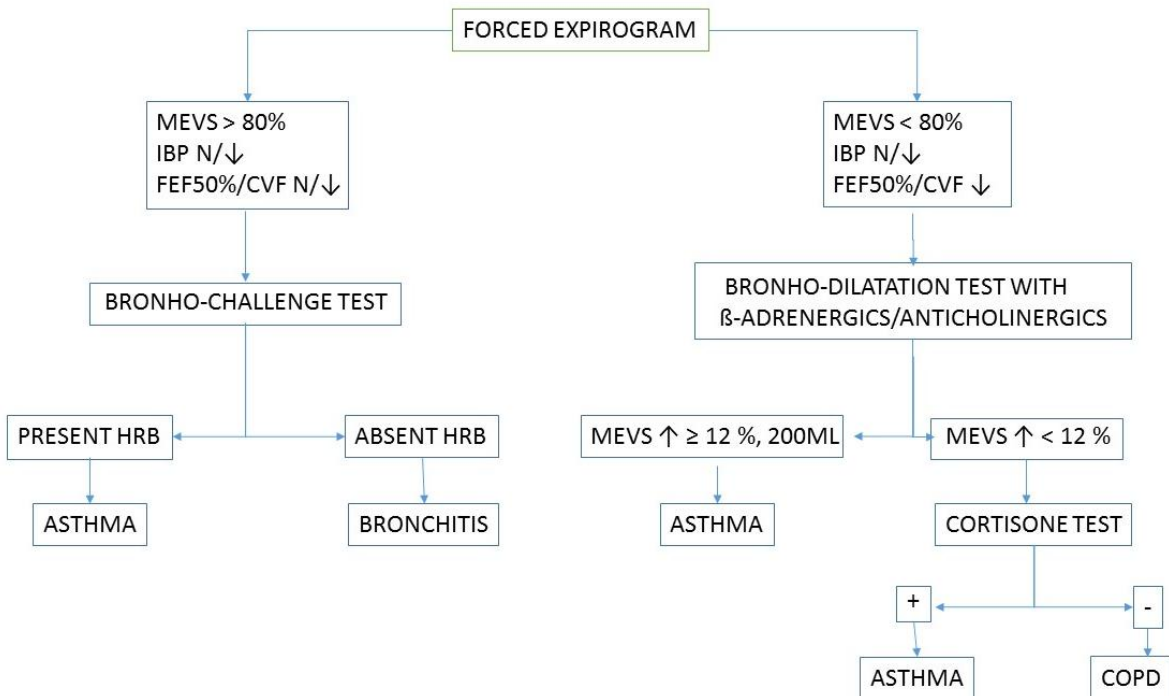 FORCED EXPIROGRAM
MEVS > 80%
IBP N/↓
FEF50%/CVF N/↓
MEVS < 80%
IBP N/↓
FEF50%/CVF ↓
BRONHO-CHALLENGE TEST
BRONHO-DILATATION TEST WITH
ß-ADRENERGICS/ANTICHOLINERGICS
PRESENT HRB
ABSENT HRB
MEVS ↑ ≥ 12 %, 200ML
MEVS ↑ < 12 %
ASTHMA
BRONCHITIS
ASTHMA
CORTISONE TEST
+
-
ASTHMA
COPD